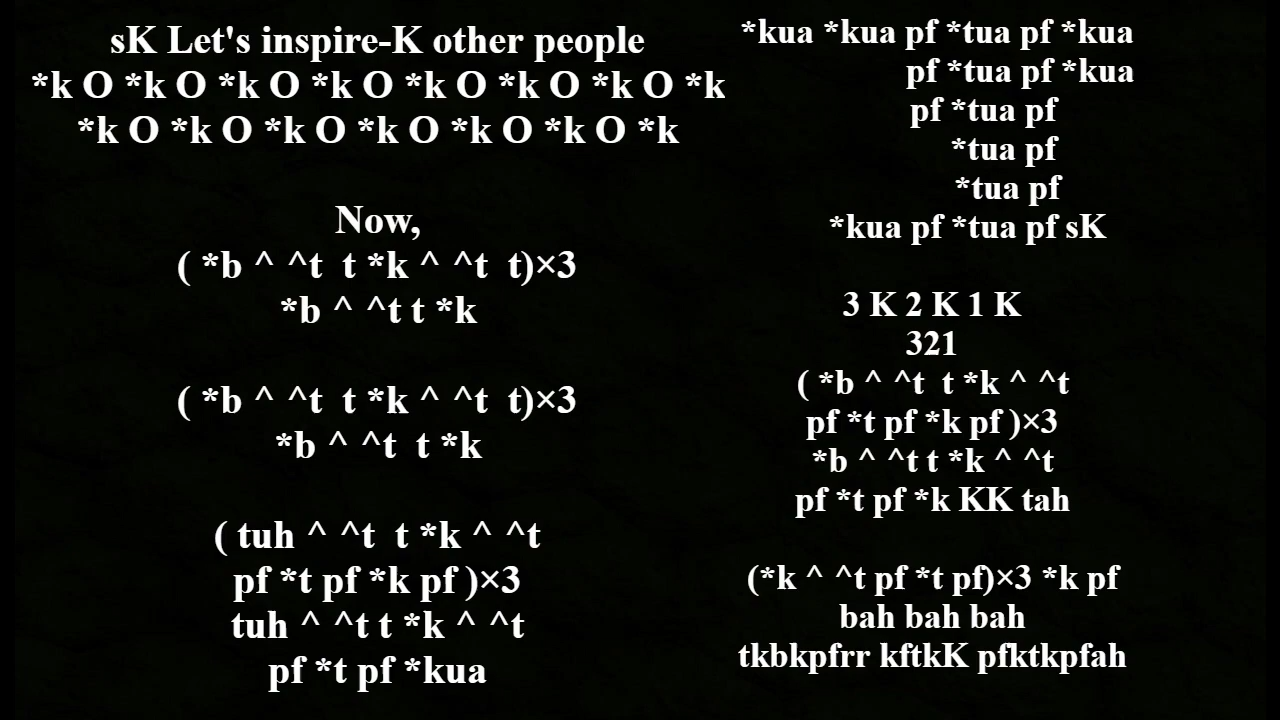 sK Let's inspire-K other people
*k O *k O *k O *k O *k O *k O *k O *k
*k O *k O *k O *k O *k O *k O *k
Now,
( *b ^ ^t  t *k ^ ^t  t)×3
*b ^ ^t t *k
( *b ^ ^t  t *k ^ ^t  t)×3
*b ^ ^t  t *k
( tuh ^ ^t  t *k ^ ^t
pf *t pf *k pf )×3
tuh ^ ^t t *k ^ ^t
pf *t pf *kua
*kua *kua pf *tua pf *kua
pf *tua pf *kua
pf *tua pf
*tua pf
*tua pf
*kua pf *tua pf sK
3 K 2 K 1 K
321
( *b ^ ^t  t *k ^ ^t
pf *t pf *k pf )×3
*b ^ ^t t *k ^ ^t
pf *t pf *k KK tah
(*k ^ ^t pf *t pf)×3 *k pf
bah bah bah
tkbkpfrr kftkK pfktkpfah